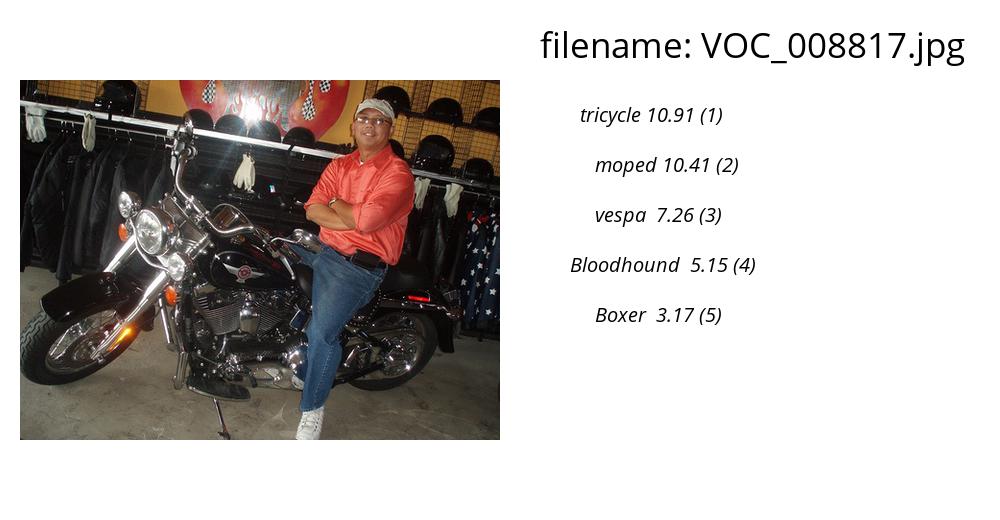 filename: VOC_008817.jpg
tricycle 10.91 (1)
moped 10.41 (2)
vespa 7.26 (3)
Bloodhound 5.15 (4)
Boxer 3.17 (5)